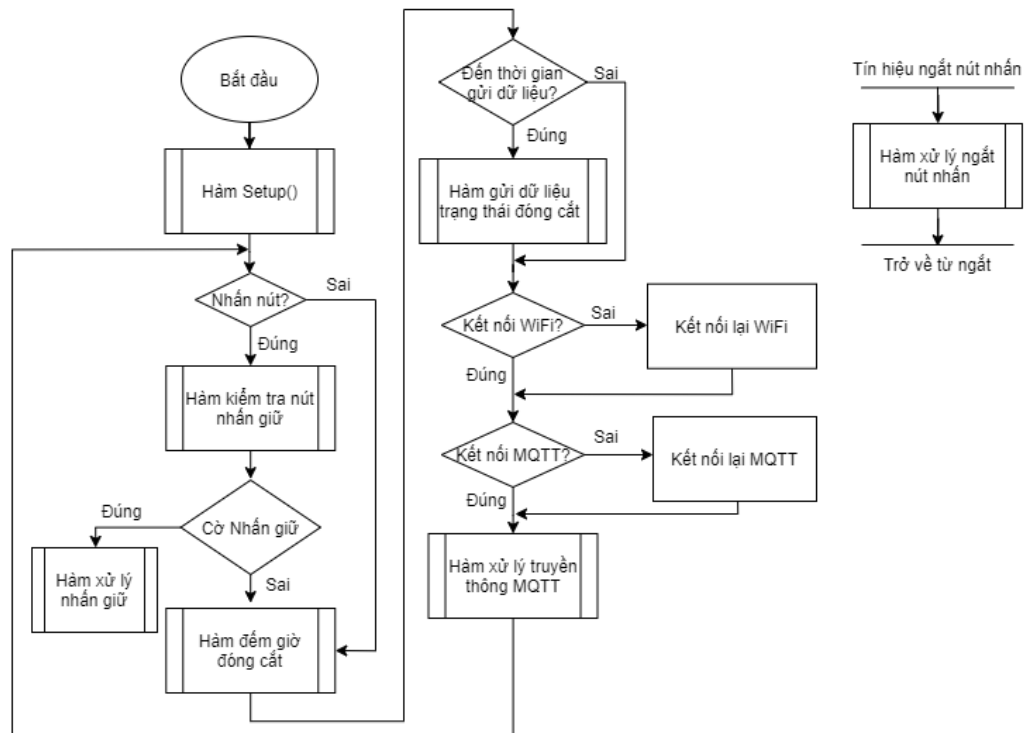 Bắt đầu
Hàm Setup()
Nhấn nút?
Sai
Đúng
Hàm kiểm tra nút
nhấn giữ
Cờ Nhấn giữ
Đúng
Hàm xử lý
nhấn giữ
Sai
Hàm đếm giờ
đóng cắt
Đến thời gian
gửi dữ liệu?
Sai
Đúng
Hàm gửi dữ liệu
trạng thái đóng cắt
Kết nối WiFi?
Sai
Kết nối lại WiFi
Đúng
Kết nối MQTT?
Sai
Kết nối lại MQTT
Đúng
Hàm xử lý truyền
thông MQTT
Tín hiệu ngắt nút nhấn
Hàm xử lý ngắt
nút nhấn
Trở về từ ngắt